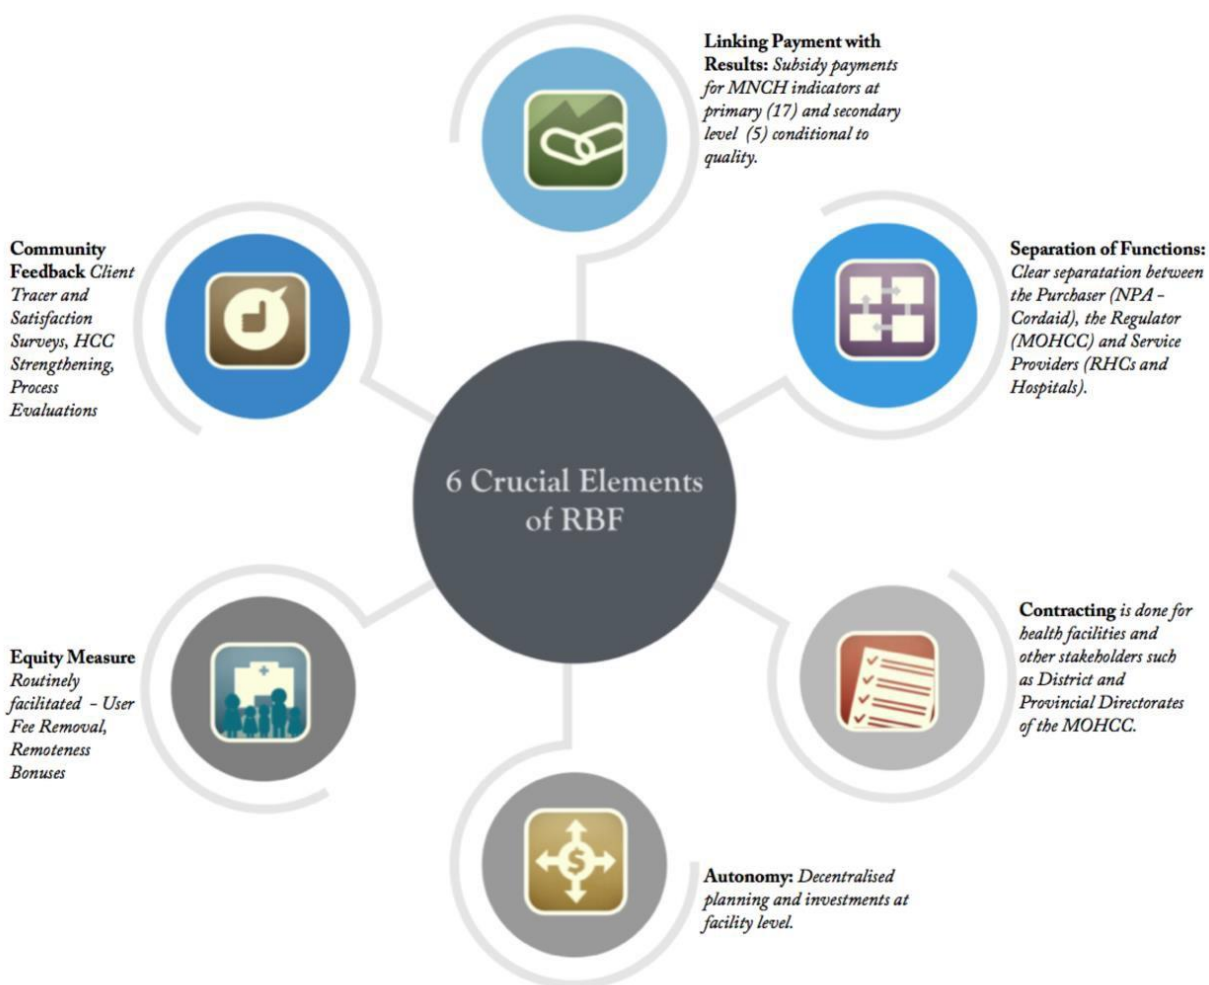 Linking Payment with
Results: Subsidy payments
for MNCH indicators at
primary (17) and secondary
level (5) conditional to
quality.
Separation of Functions:
Clear separatation between
the Purchaser (NPA -
Cordaid), the Regulator
(MOHCC) and Service
Providers (RHCs and
Hospitals).
Community
Feedback Client
Tracer and
Satisfaction
Surveys, HCC
Strengthening,
Process
Evaluations
6 Crucial Elements
of RBF
Contracting is done for
health facilities and
other stakeholders such
as District and
Provincial Directorates
of the MOHCC.
Equity Measure
Routinely
facilitated - User
Fee Removal,
Remoteness
Bonuses
$
Autonomy: Decentralised
planning and investments at
facility level.